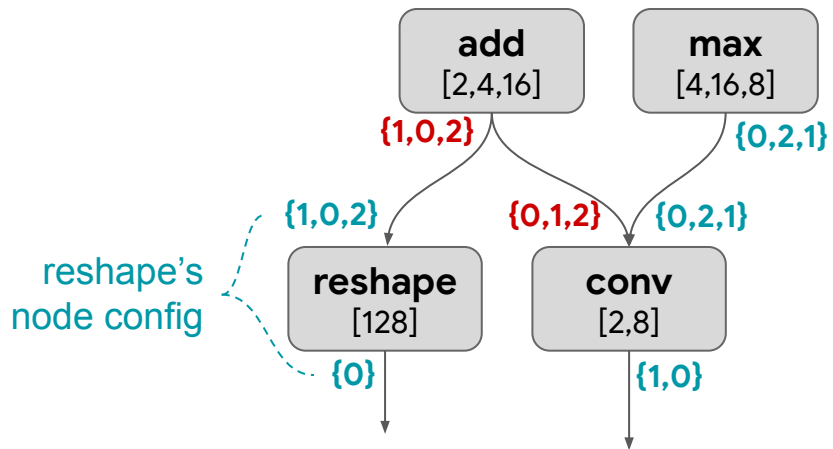 add
[2,4,16]
max
[4,16,8]
{1,0,2}
{0,2,1}
{1,0,2}
{0,1,2}
{0,2,1}
reshape's
node config
reshape
[128]
conv
[2,8]
{0}
{1,0}